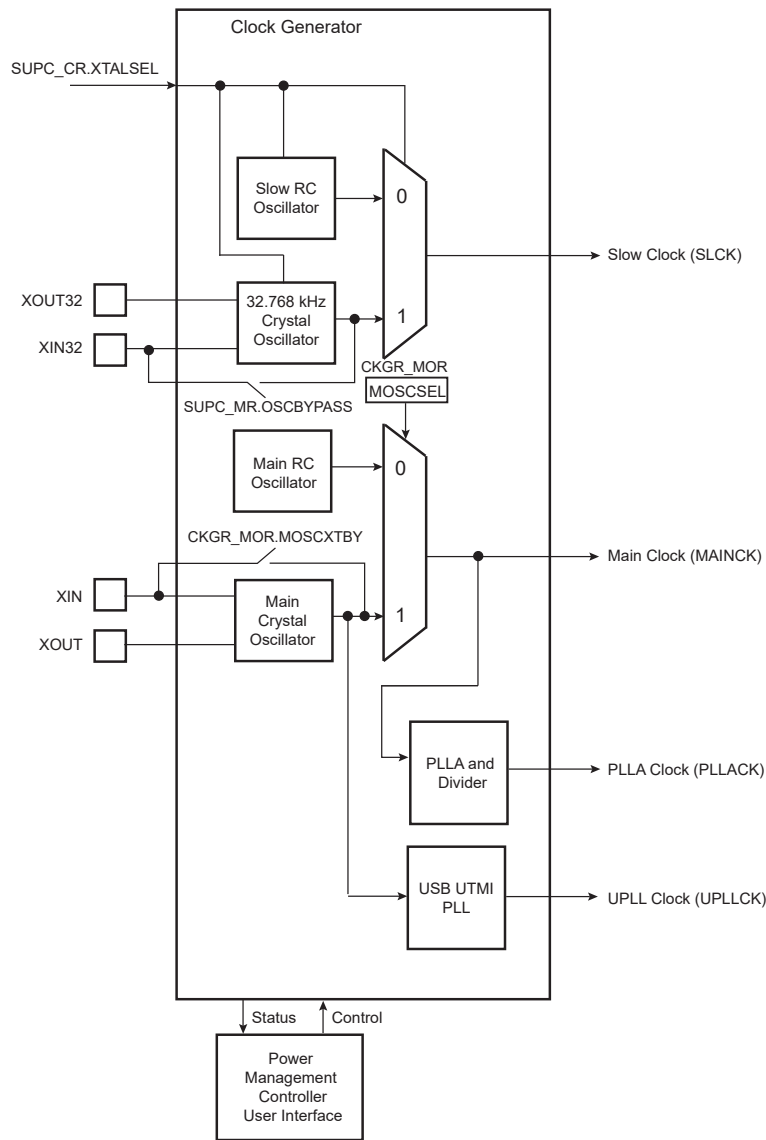 Clock Generator
SUPC_CR.XTALSEL
Slow RC
Oscillator
0
Slow Clock (SLCK)
XOUT32
32.768 kHz
Crystal
Oscillator
1
XIN32
SUPC_MR.OSCBYPASS
CKGR_MOR
MOSCSEL
Main RC
Oscillator
0
CKGR_MOR.MOSCXTBY
Main Clock (MAINCK)
XIN
Main
Crystal
Oscillator
1
XOUT
PLLA and
Divider
PLLA Clock (PLLACK)
USB UTMI
PLL
UPLL Clock (UPLLCK)
Status
Control
Power
Management
Controller
User Interface